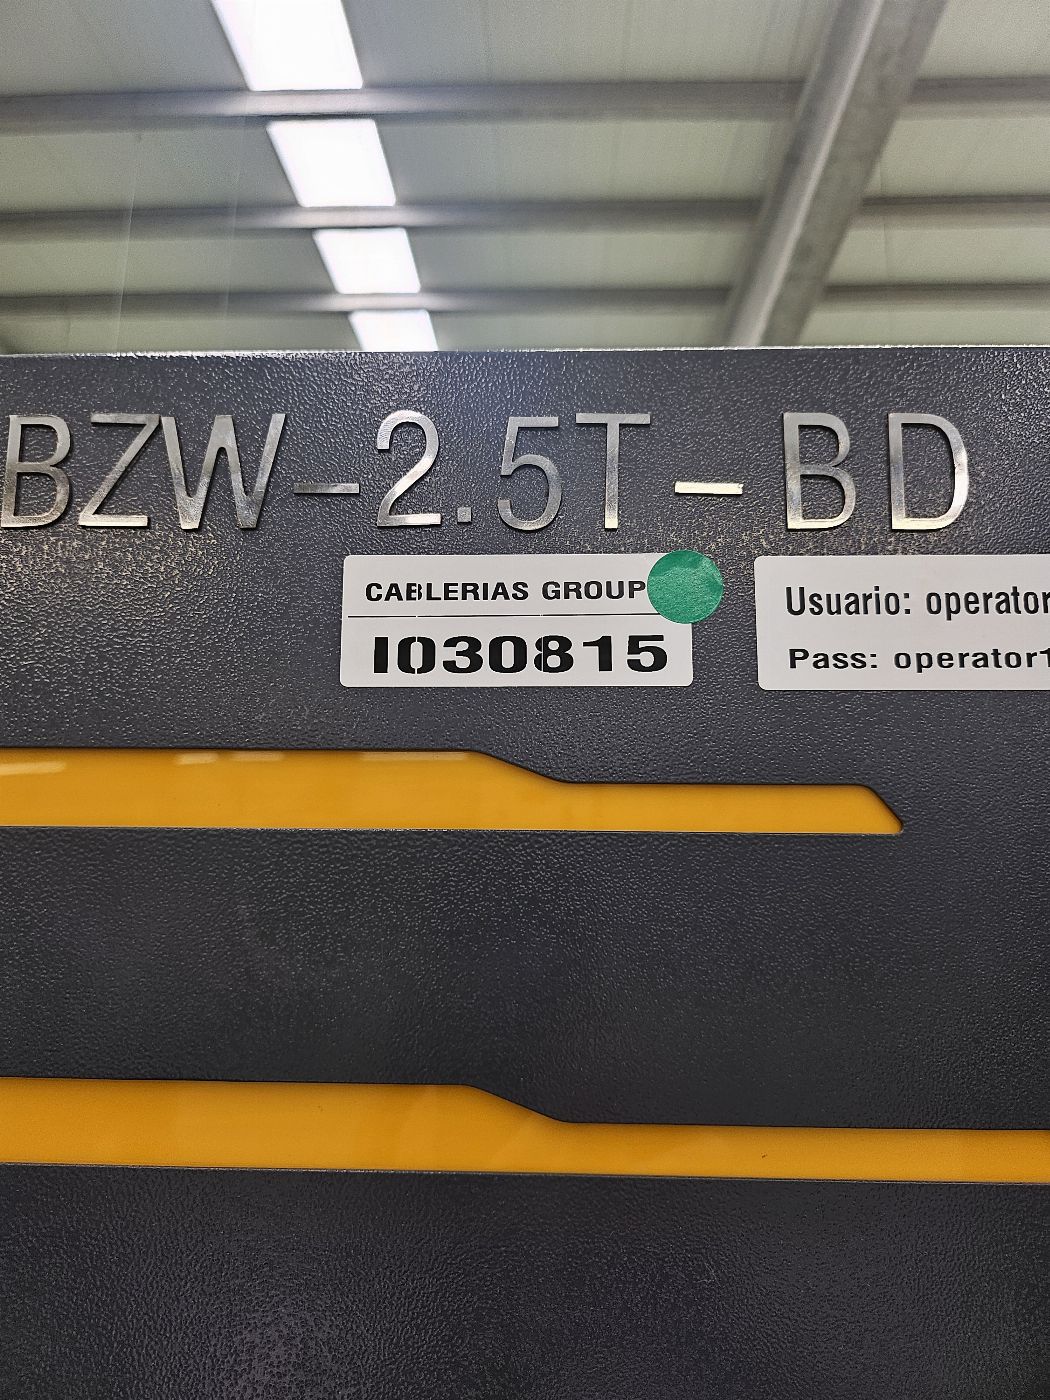 BZW-2.5T-BD
CABLERIAS GROUP
I030815
Usuario: operator
Pass: operator1